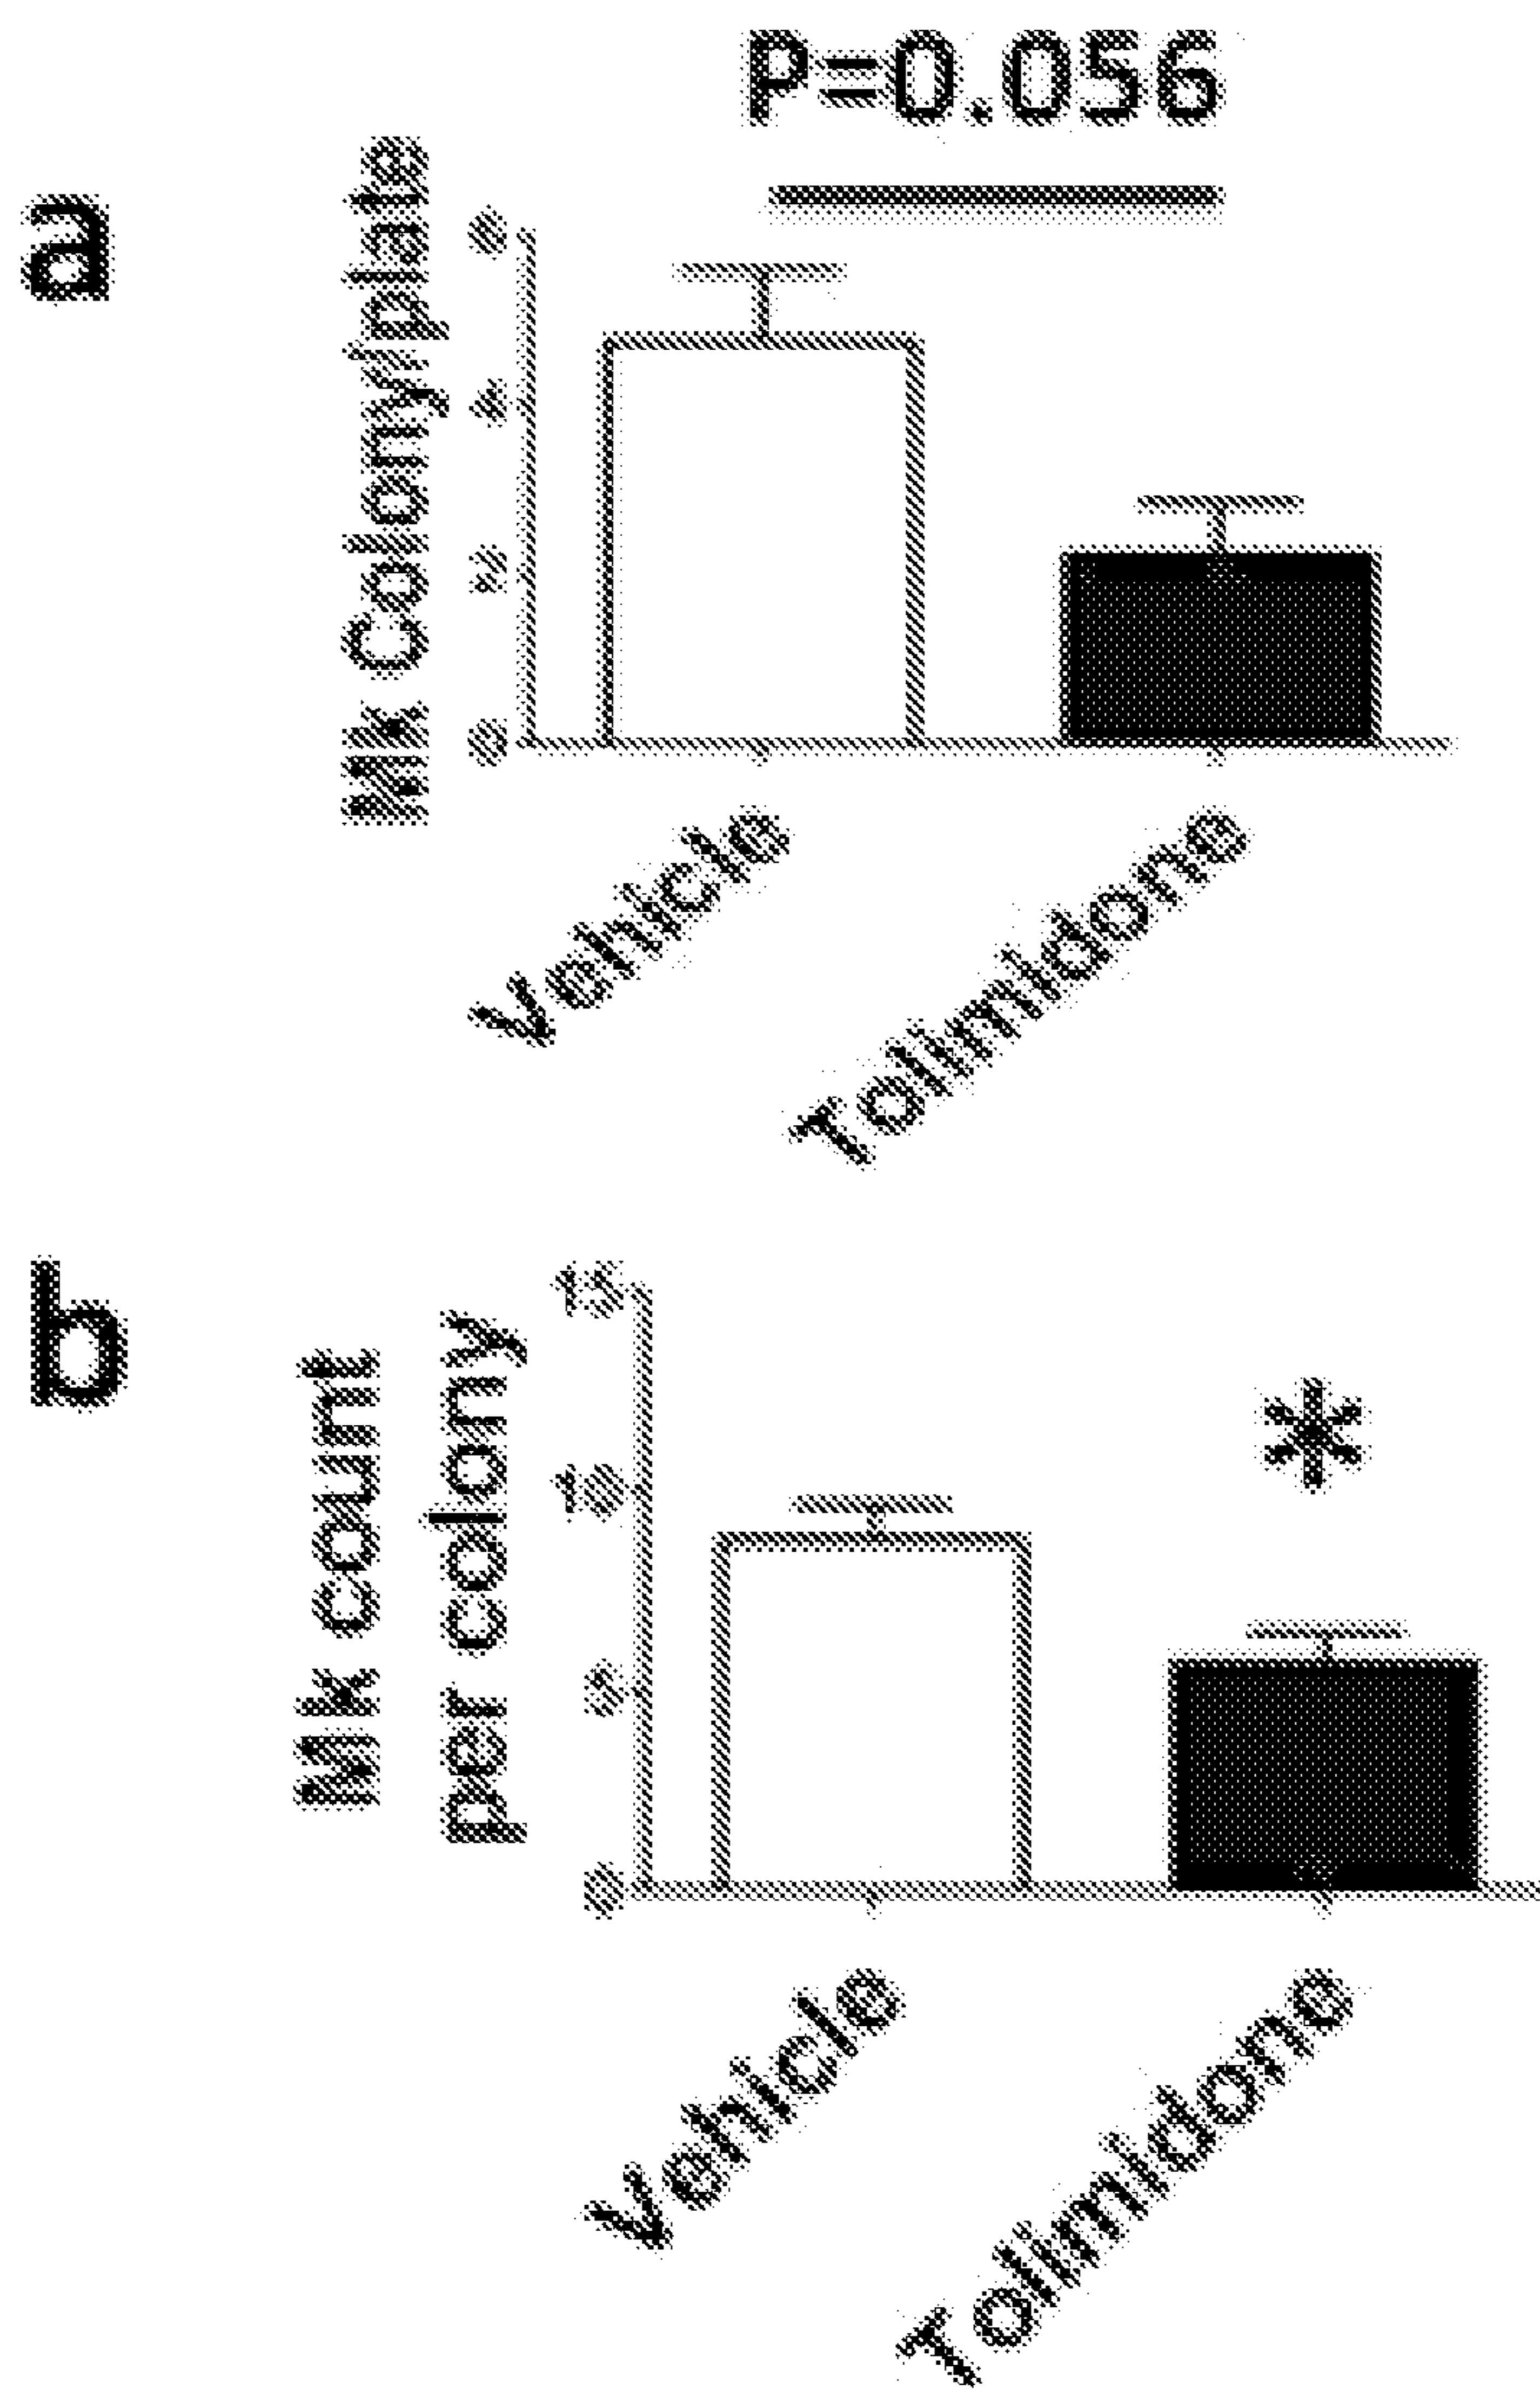 P=0.056
a
Mk Colony/plate
6
4
2
0
Vehicle
Tolimidone
b
Mk count
per colony
15
10
5
0
*
Vehicle
Tolimidone